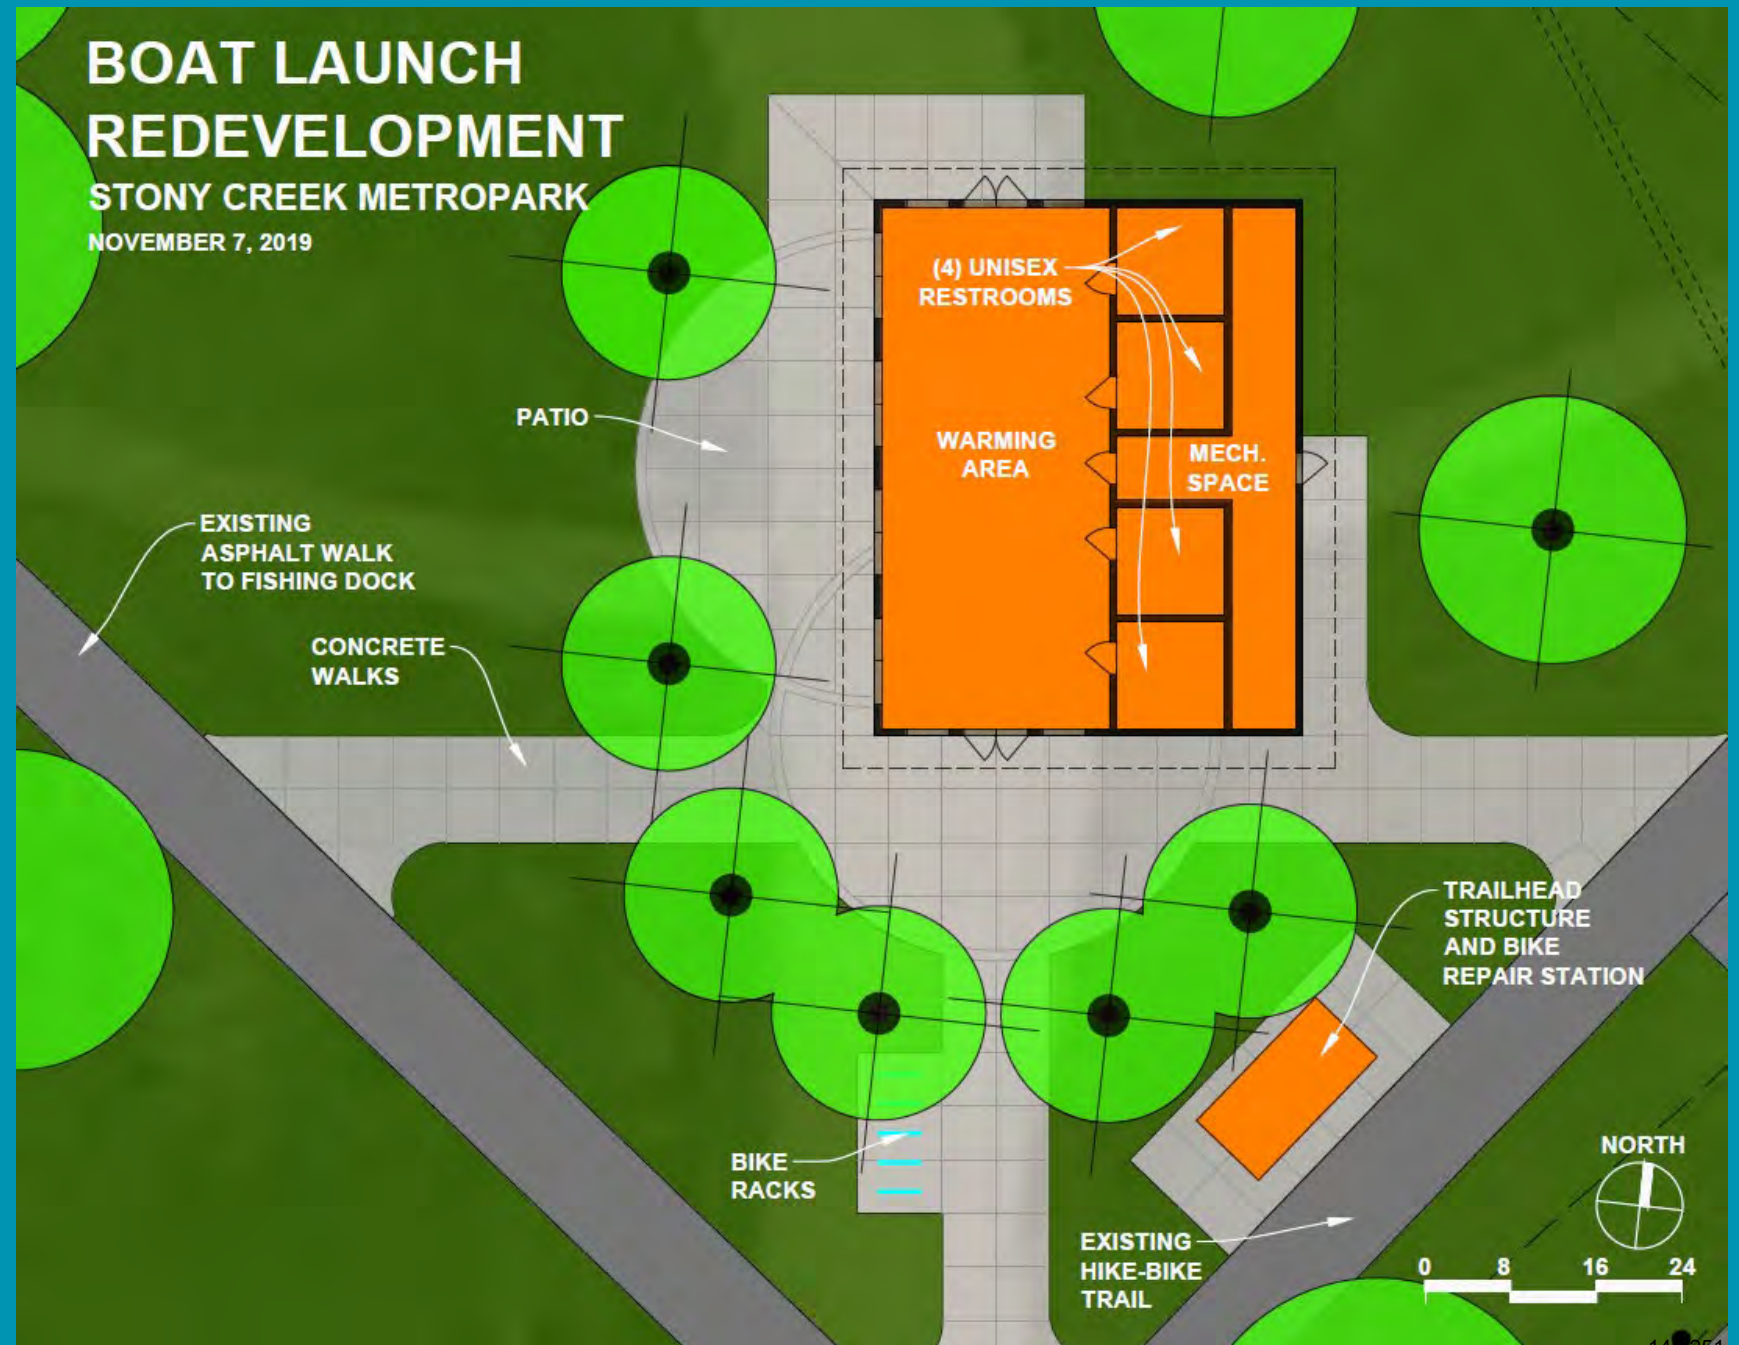 BOAT LAUNCH
REDEVELOPMENT
STONY CREEK METROPARK
NOVEMBER 7, 2019
(4) UNISEX
RESTROOMS
PATIO
WARMING
AREA
MECH.
SPACE
EXISTING
ASPHALT WALK
TO FISHING DOCK
CONCRETE
WALKS
TRAILHEAD
STRUCTURE
AND BIKE
REPAIR STATION
BIKE
RACKS
NORTH
EXISTING
HIKE-BIKE
TRAIL
0 8 16 24